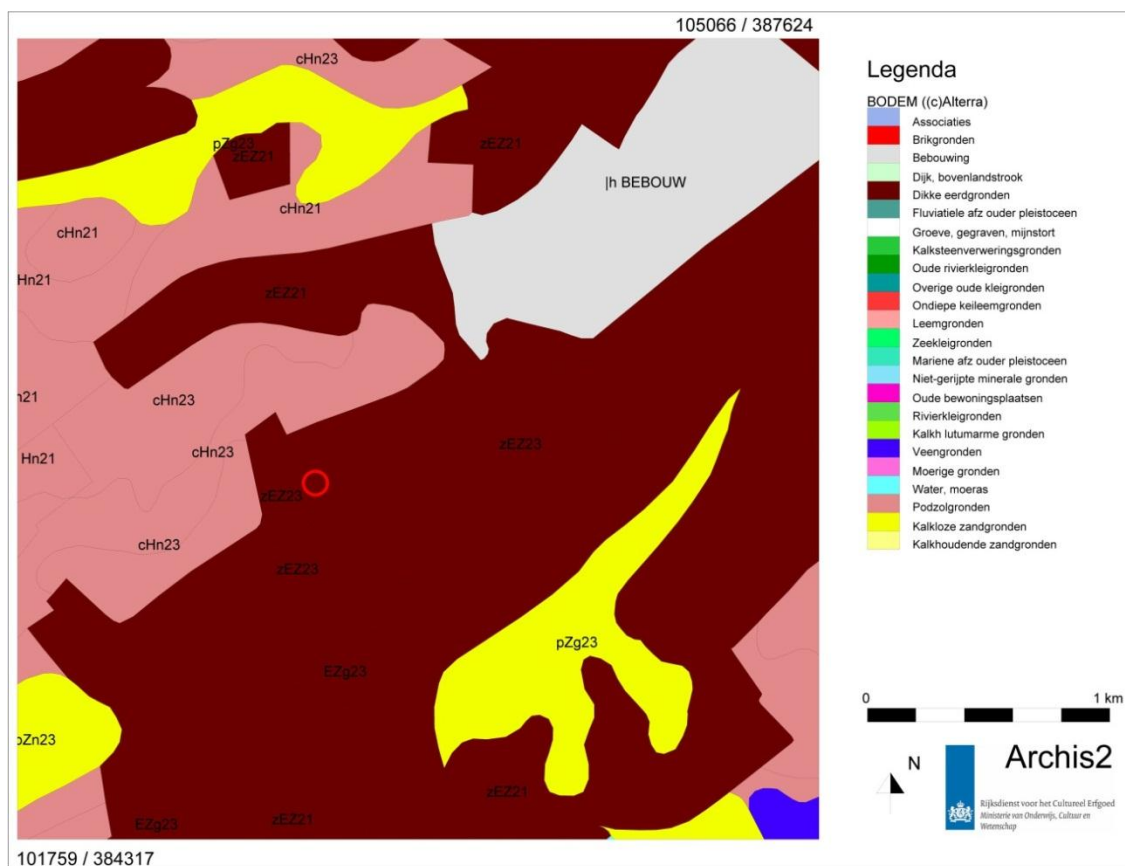 105066 / 387624
cHn23
pZg23
zEZ21
zEZ21
|h BEBOUW
cHn21
cHn21
Hn21
zEZ21
cHn23
n21
cHn23
zEZ23
Hn21
zEZ23
cHn23
zEZ23
pZg23
EZg23
pZn23
zEZ21
EZg23
zEZ21
101759 / 384317
Legenda
BODEM ((c)Alterra)
Associaties
Brikgronden
Bebouwing
Dijk, bovenlandstrook
Dikke eerdgronden
Fluviatiele afz ouder pleistoceen
Groeve, gegraven, mijnstort
Kalksteenverweringsgronden
Oude rivierkleigronden
Overige oude kleigronden
Ondiepe keileemgronden
Leemgronden
Zeekleigronden
Mariene afz ouder pleistoceen
Niet-gerijpte minerale gronden
Oude bewoningsplaatsen
Rivierkleigronden
Kalkh lutumarme gronden
Veengronden
Moerige gronden
Water, moeras
Podzolgronden
Kalkloze zandgronden
Kalkhoudende zandgronden
0 1 km
N
Archis2
Rijksdienst voor het Cultureel Erfgoed
Ministerie van Onderwijs, Cultuur en
Wetenschap